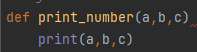 def print_number(a,b,c)
    print(a,b,c)